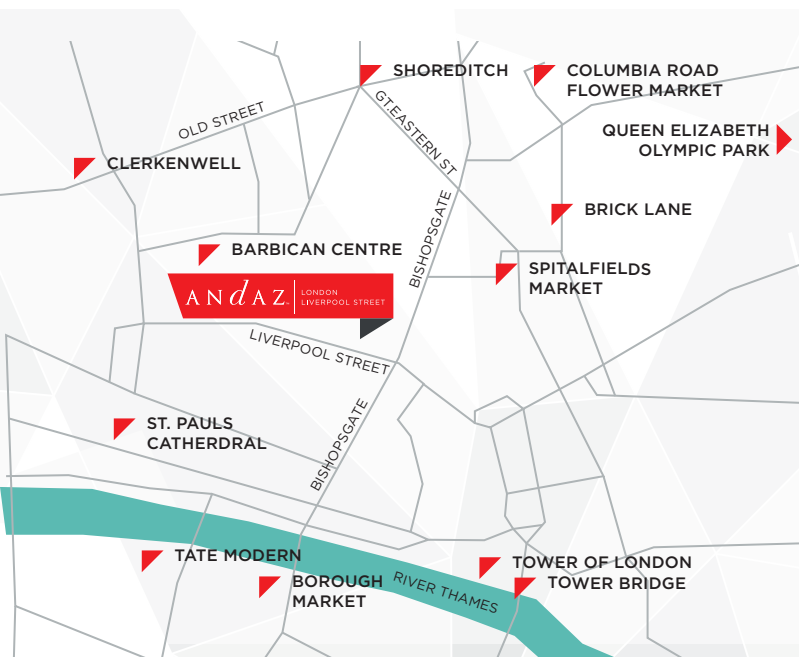 SHOREDITCH
COLUMBIA ROAD
FLOWER MARKET
OLD STREET
GT.EASTERN ST
QUEEN ELIZABETH
OLYMPIC PARK
CLERKENWELL
BISHOPSGATE
BRICK LANE
BARBICAN CENTRE
SPITALFIELDS
MARKET
ANdAZ
LONDON
LIVERPOOL STREET
LIVERPOOL STREET
BISHOPSGATE
ST. PAULS
CATHERDRAL
TATE MODERN
BOROUGH
MARKET
RIVER THAMES
TOWER OF LONDON
TOWER BRIDGE